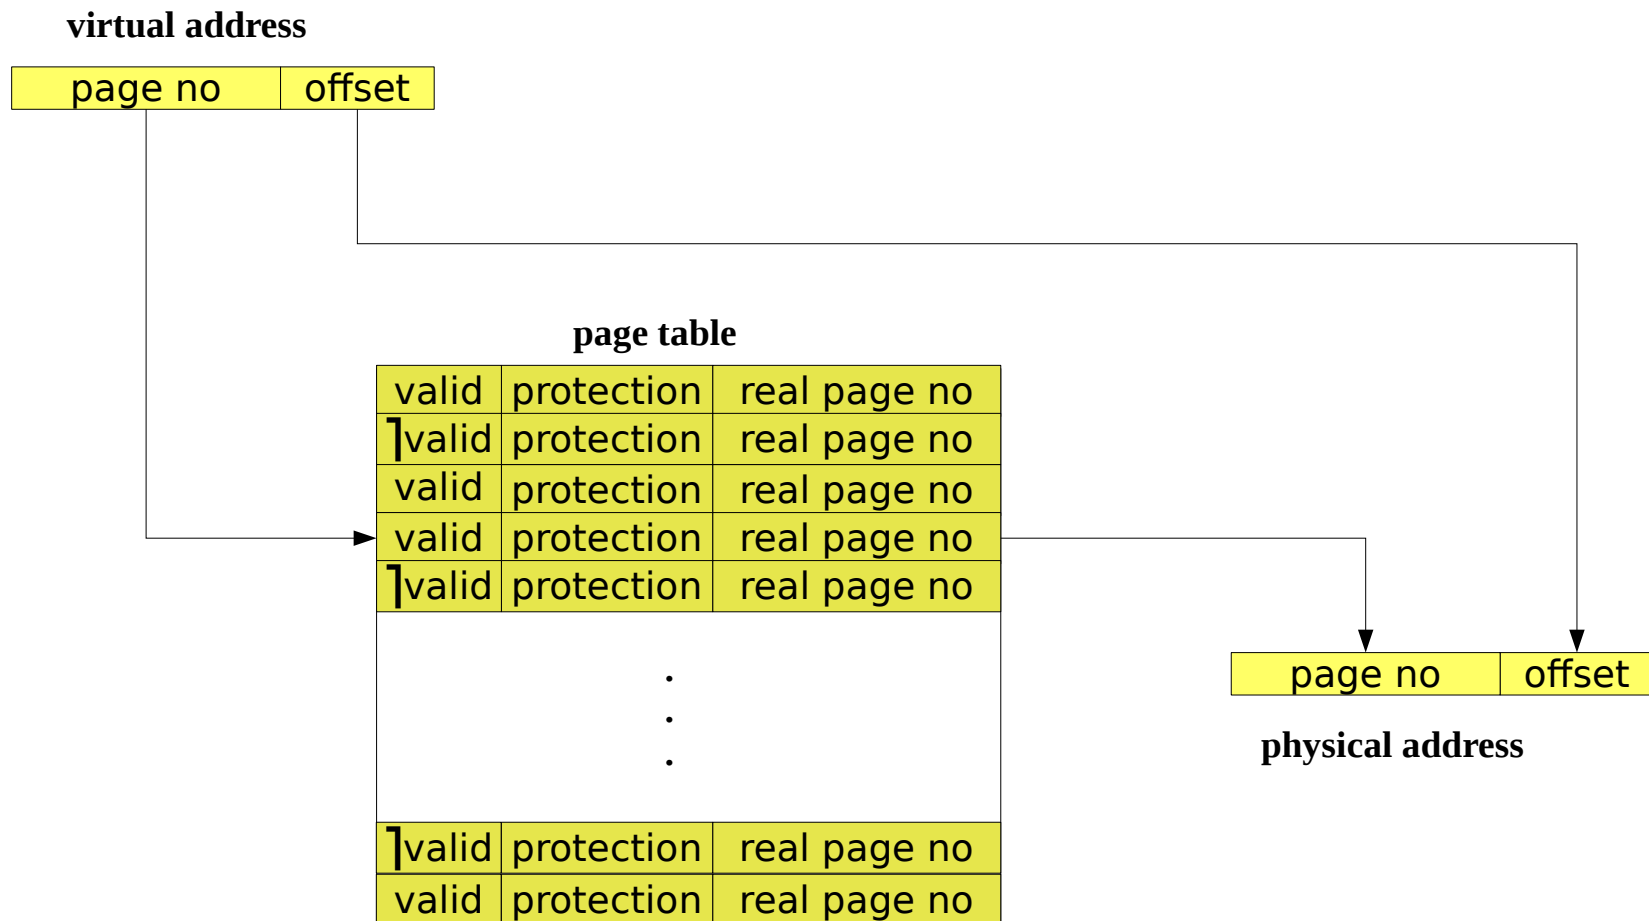 virtual address
page no offset
page table
valid protection real page no
⌉valid protection real page no
valid protection real page no
valid protection real page no
⌉valid protection real page no
.
.
.
page no offset
physical address
⌉valid protection real page no
valid protection real page no